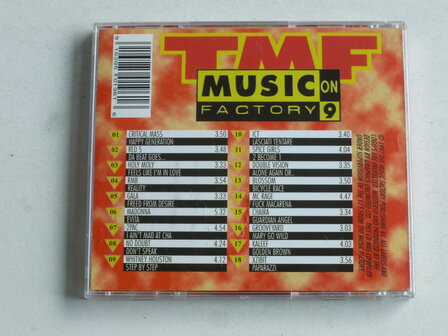 TMF
MUSIC ON
FACTORY 9
01 CRITICAL MASS 3.50
HAPPY GENERATION
02 RED 5 3.48
DA BEAT GOES...
03 HOLY MOLY 3.33
FEELS LIKE I'M IN LOVE
04 RMB 3.54
REALITY
05 GALA 3.33
FREED FROM DESIRE
06 MADONNA 5.32
EVITA
07 2PAC 4.12
I AIN'T MAD AT CHA
08 NO DOUBT 4.24
DON'T SPEAK
09 WHITNEY HOUSTON 4.12
STEP BY STEP
10 ICT 3.40
LASCIATI TENTARE
11 SPICE GIRLS 4.04
2 BECOME 1
12 DOUBLE VISION 3.35
ALONE AGAIN OR...
13 BLOSSOM 3.50
BICYCLE RACE
14 MC RAGE 4.47
FUCK MACARENA
15 CHAIRA 3.34
GUARDIAN ANGEL
16 GROOVEYARD 3.03
MARY GO WILD
17 KALEEF 4.03
GOLDEN BROWN
18 XZIBIT 3.56
PAPARAZZI